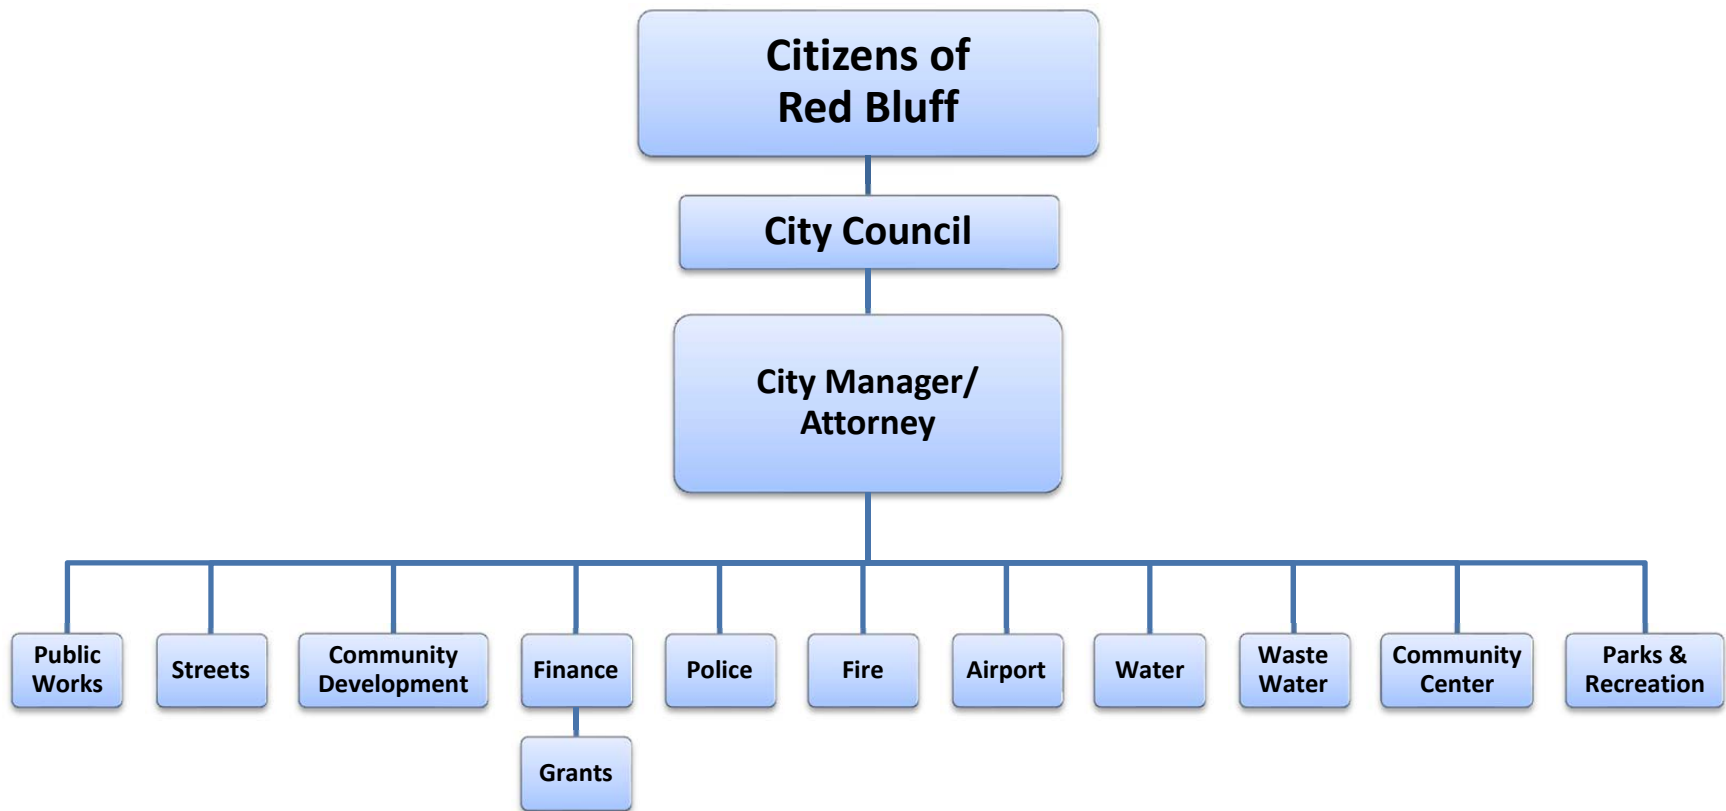 Citizens of
Red Bluff
City Council
City Manager/
Attorney
Public
Works
Streets
Community
Development
Finance
Police
Fire
Airport
Water
Waste
Water
Community
Center
Parks &
Recreation
Grants